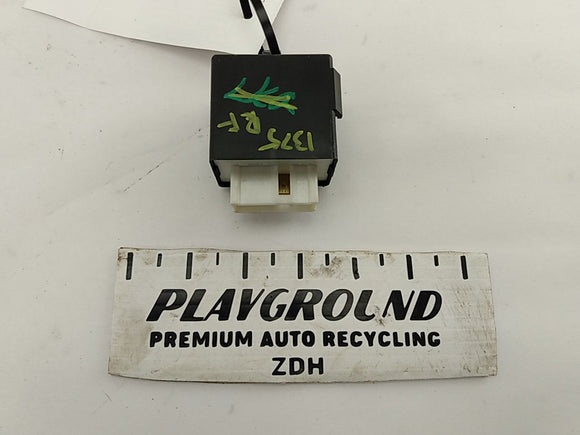 1375 RF
PLAYGROUND
PREMIUM AUTO RECYCLING
ZDH